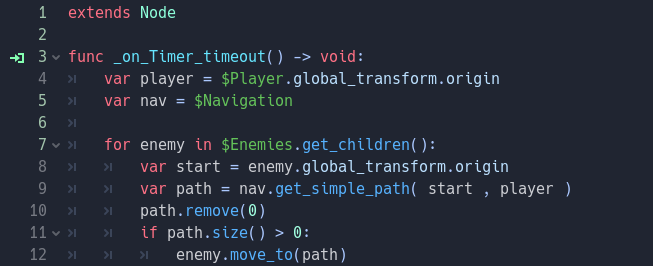 1 extends Node
2
3 func _on_Timer_timeout() -> void:
4 var player = $Player.global_transform.origin
5 var nav = $Navigation
6
7 for enemy in $Enemies.get_children():
8 var start = enemy.global_transform.origin
9 var path = nav.get_simple_path( start , player )
10 path.remove(0)
11 if path.size() > 0:
12 enemy.move_to(path)